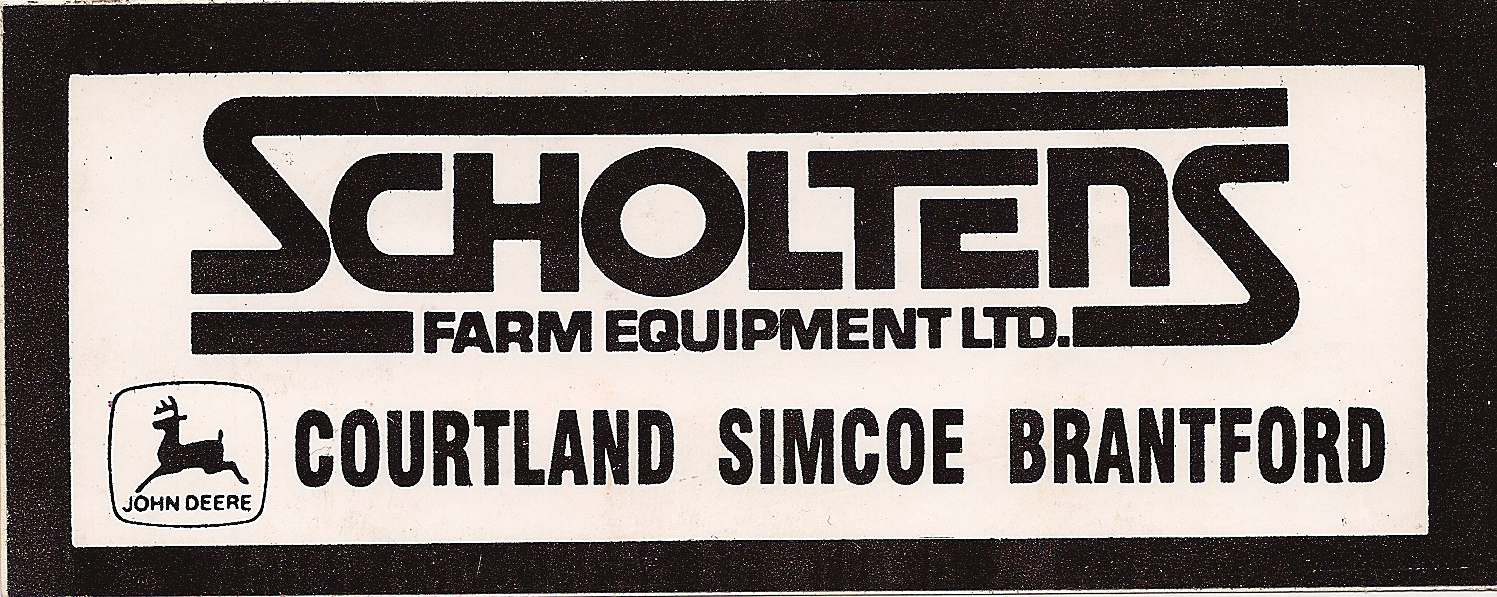 SCHOLTENS
FARM EQUIPMENT LTD.
COURTLAND SIMCOE BRANTFORD
JOHN DEERE